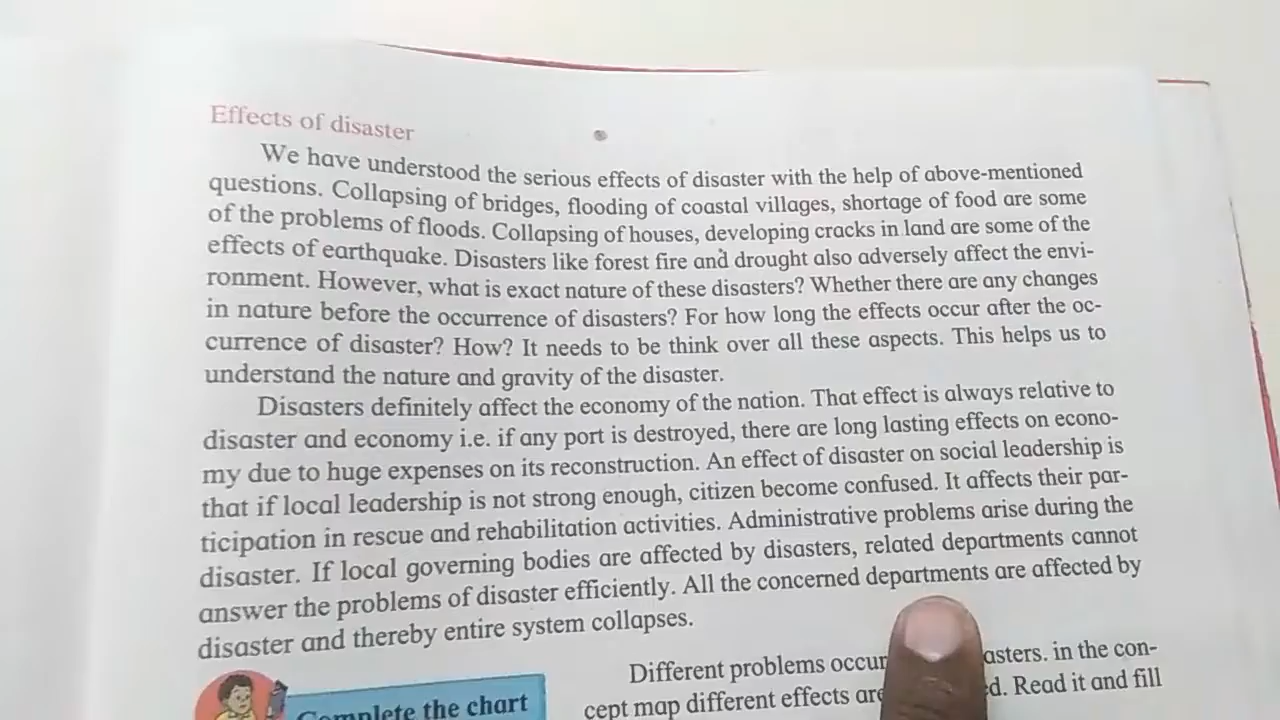 Effects of disaster
We have understood the serious effects of disaster with the help of above-mentioned
questions. Collapsing of bridges, flooding of coastal villages, shortage of food are some
of the problems of floods. Collapsing of houses, developing cracks in land are some of the
effects of earthquake. Disasters like forest fire and drought also adversely affect the envi-
ronment. However, what is exact nature of these disasters? Whether there are any changes
in nature before the occurrence of disasters? For how long the effects occur after the oc-
currence of disaster? How? It needs to be think over all these aspects. This helps us to
understand the nature and gravity of the disaster.
Disasters definitely affect the economy of the nation. That effect is always relative to
disaster and economy i.e. if any port is destroyed, there are long lasting effects on econo-
my due to huge expenses on its reconstruction. An effect of disaster on social leadership is
that if local leadership is not strong enough, citizen become confused. It affects their par-
ticipation in rescue and rehabilitation activities. Administrative problems arise during the
disaster. If local governing bodies are affected by disasters, related departments cannot
answer the problems of disaster efficiently. All the concerned departments are affected by
disaster and thereby entire system collapses.
Different problems occur asters. in the con-
cept map different effects are d. Read it and fill
Complete the chart